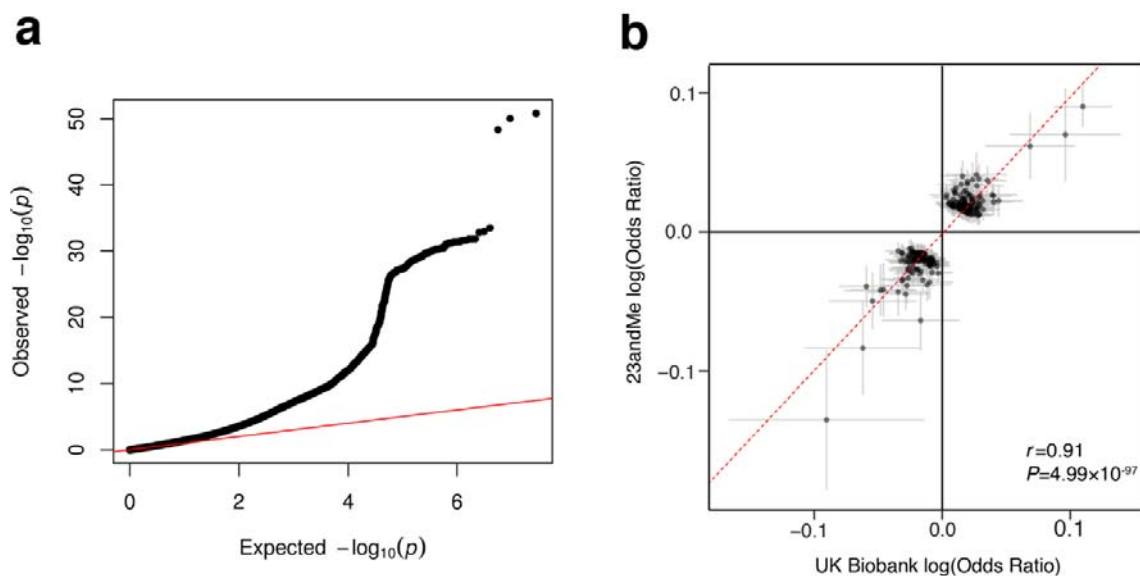 a
Observed −log10(p)
50
40
30
20
10
0
0 2 4 6
Expected −log10(p)
b
23andMe log(Odds Ratio)
0.1
0.0
−0.1
r=0.91
P=4.99×10-97
−0.1 0.0 0.1
UK Biobank log(Odds Ratio)